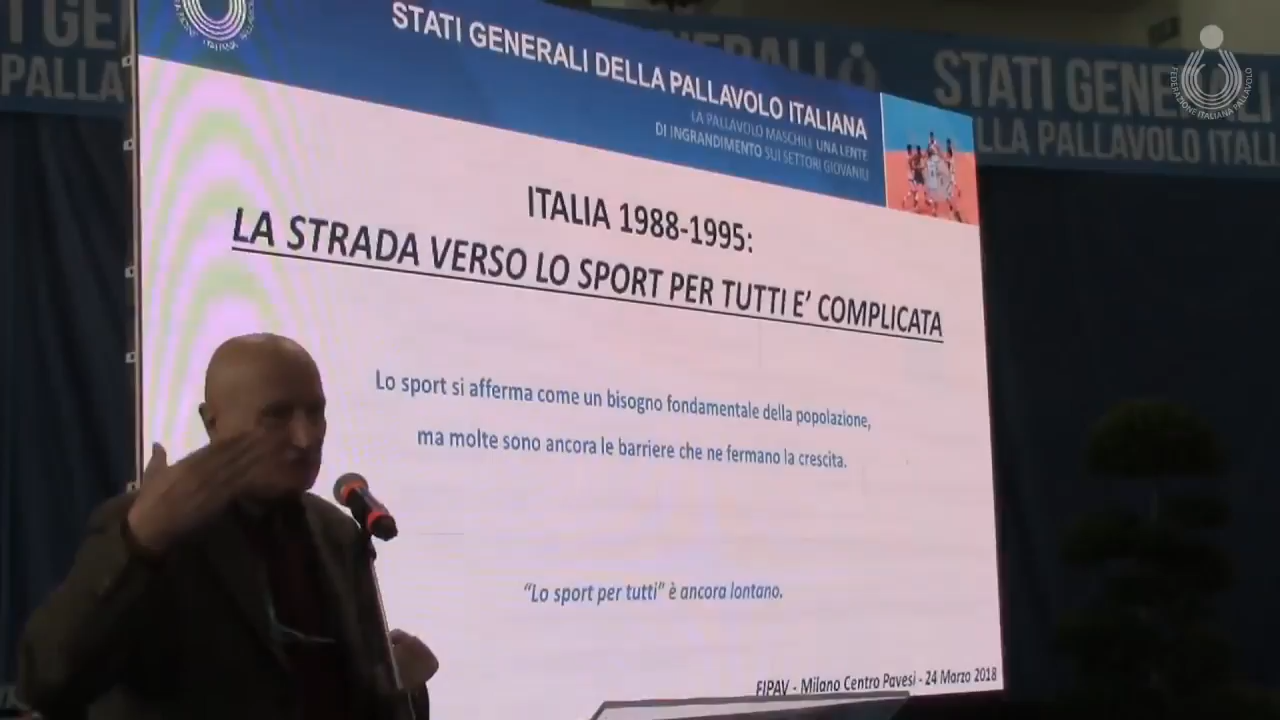 STATI GENERALI DELLA PALLAVOLO ITALIANA
LA PALLAVOLO MASCHILE UNA LENTE
DI INGRANDIMENTO SUI SETTORI GIOVANILI
ITALIA 1988-1995:
LA STRADA VERSO LO SPORT PER TUTTI E’ COMPLICATA
Lo sport si afferma come un bisogno fondamentale della popolazione,
ma molte sono ancora le barriere che ne fermano la crescita.
“Lo sport per tutti” è ancora lontano.
FIPAV - Milano Centro Pavesi - 24 Marzo 2018
TI GE
PALLA
STATI GENERALI
LLA PALLAVOLO ITALI
FEDERAZIONE ITALIANA PALLAVOLO